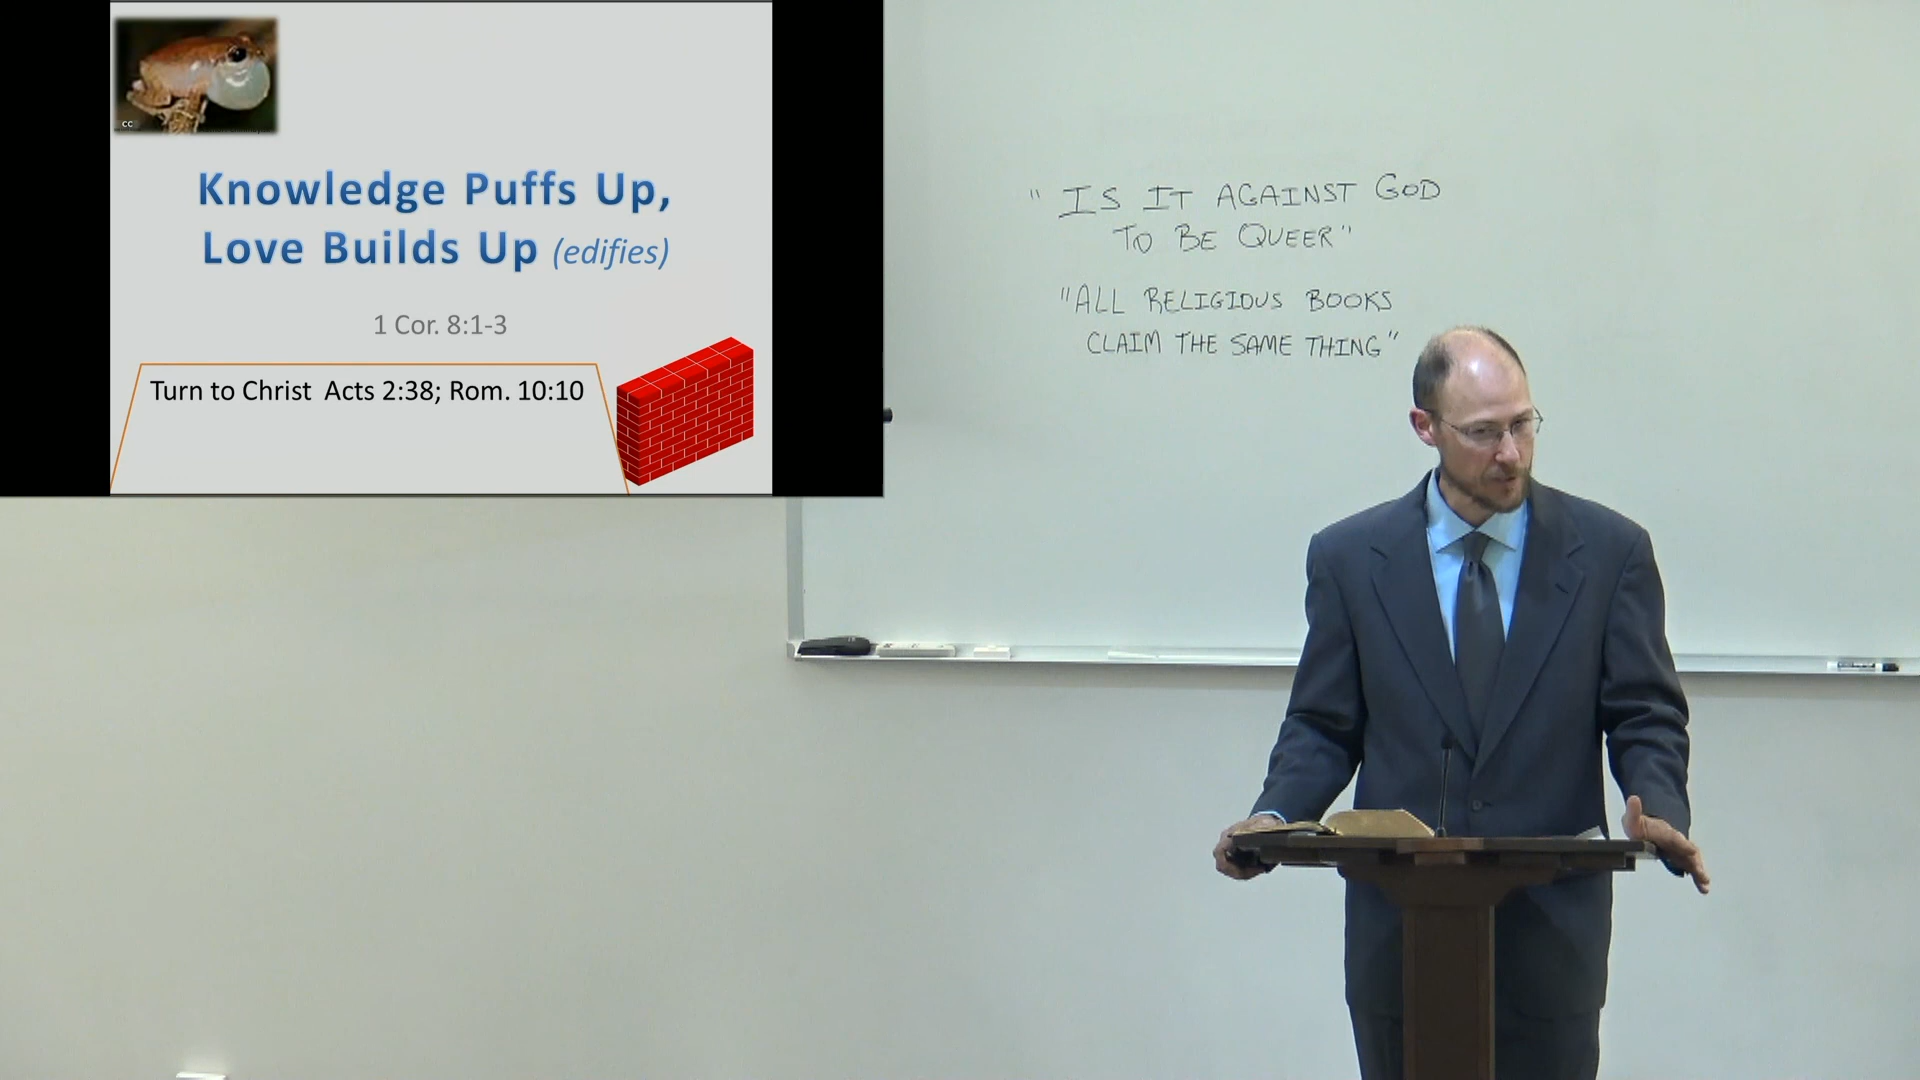 cc
Knowledge Puffs Up,
Love Builds Up (edifies)
1 Cor. 8:1-3
Turn to Christ Acts 2:38; Rom. 10:10
" IS IT AGAINST GOD
TO BE QUEER"
"ALL RELIGIOUS BOOKS
CLAIM THE SAME THING"